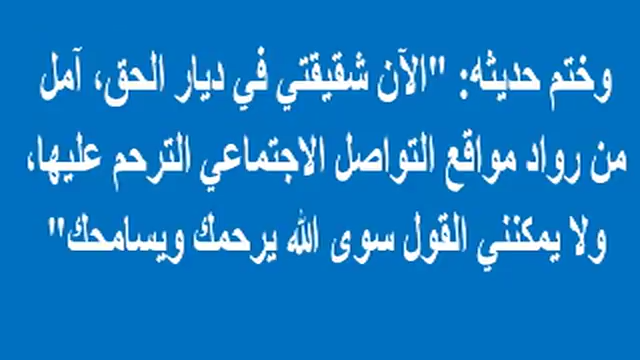 وختم حديثه: "الآن شقيقتي في ديار الحق، آمل
من رواد مواقع التواصل الاجتماعي الترحم عليها،
ولا يمكنني القول سوى الله يرحمك ويسامحك"